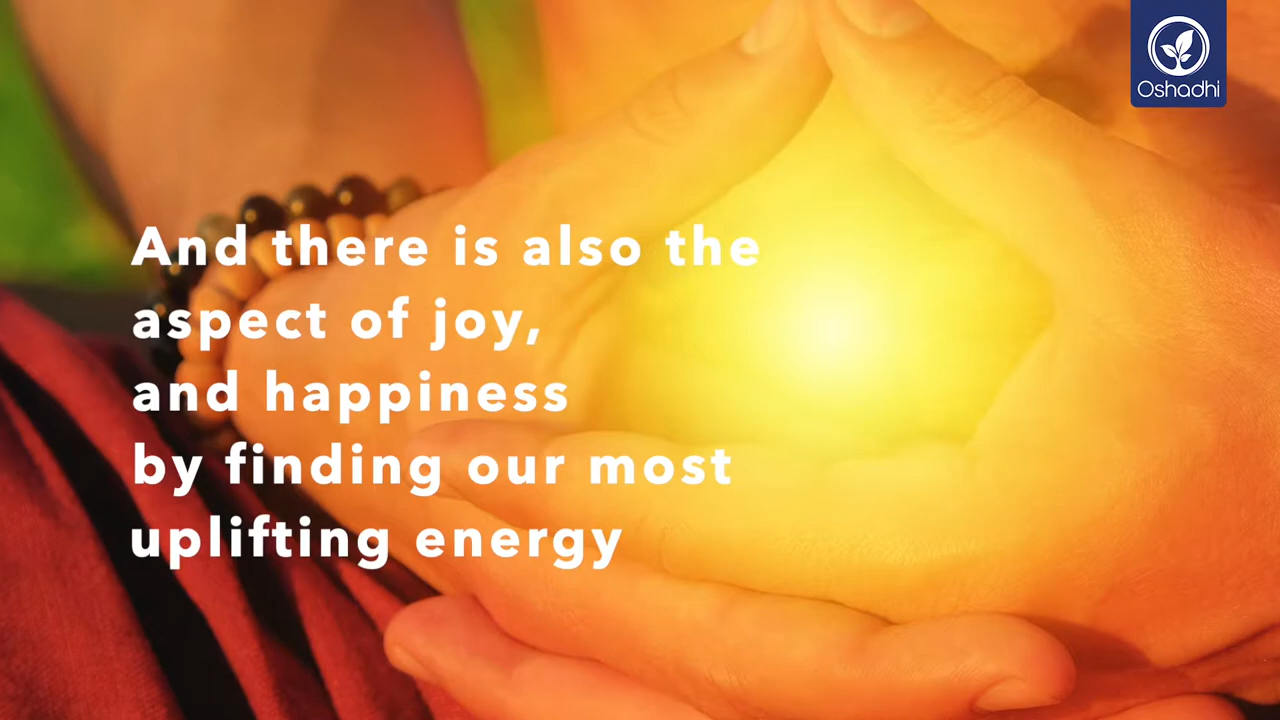 Oshadhi
And there is also the
aspect of joy,
and happiness
by finding our most
uplifting energy